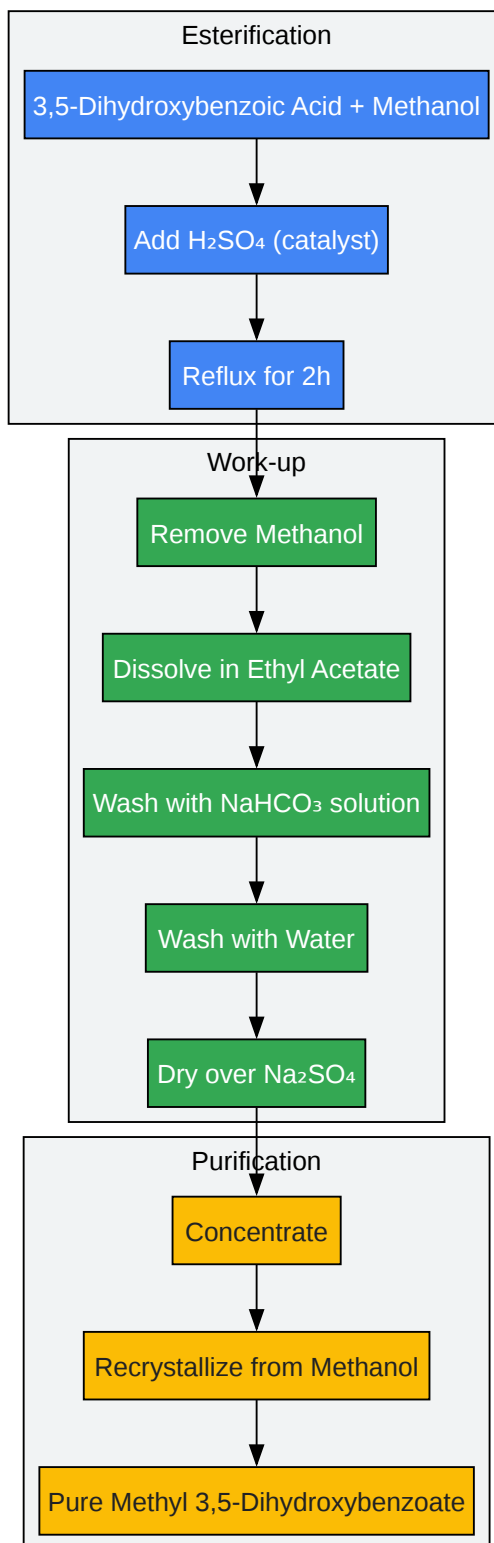 Esterification
3,5-Dihydroxybenzoic Acid + Methanol
Add H₂SO₄ (catalyst)
Reflux for 2h
Work-up
Remove Methanol
Dissolve in Ethyl Acetate
Wash with NaHCO₃ solution
Wash with Water
Dry over Na₂SO₄
Purification
Concentrate
Recrystallize from Methanol
Pure Methyl 3,5-Dihydroxybenzoate